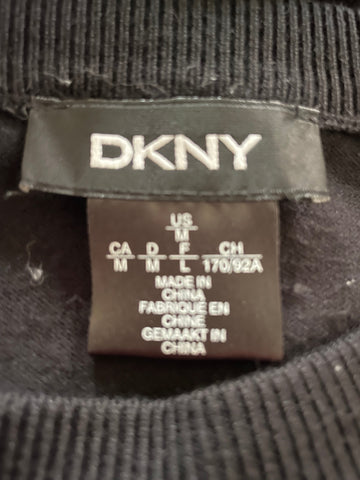 DKNY
US
M
CA D F CH
M M L 170/92A
MADE IN
CHINA
FABRIQUE EN
CHINE
GEMAAKT IN
CHINA